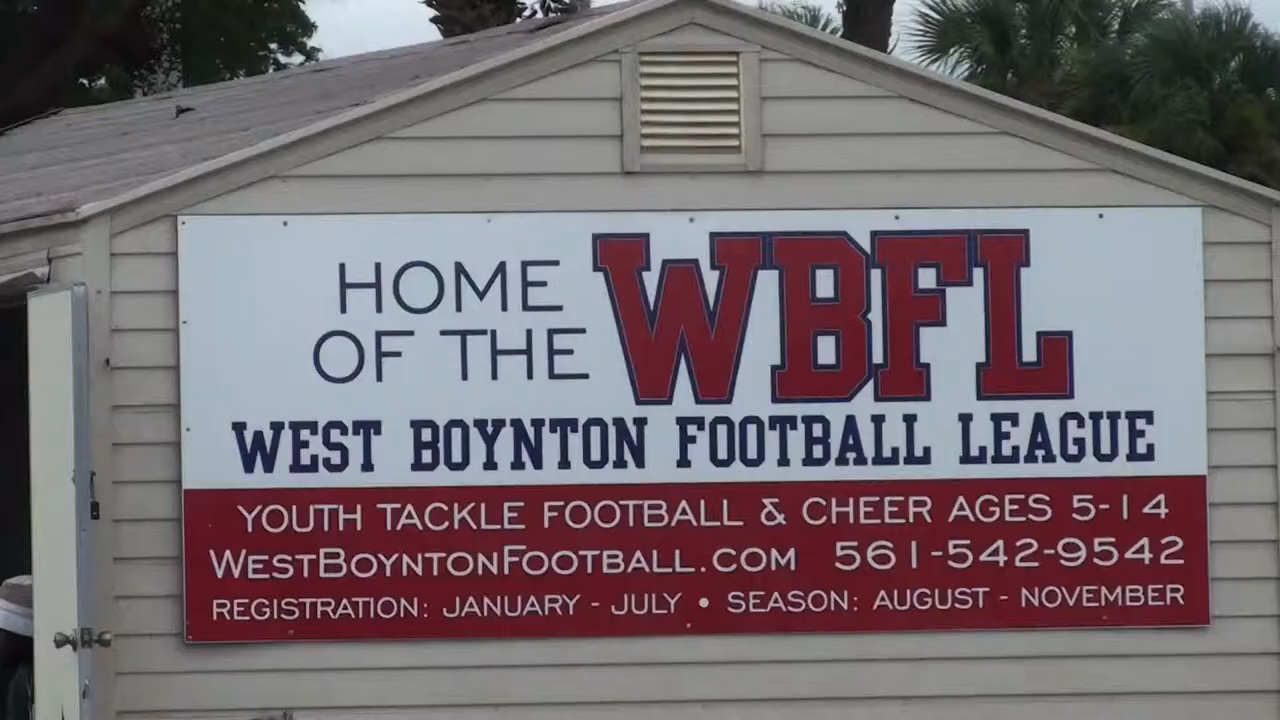 HOME
OF THE
WBFL
WEST BOYNTON FOOTBALL LEAGUE
YOUTH TACKLE FOOTBALL & CHEER AGES 5-14
WESTBOYNTONFOOTBALL.COM 561-542-9542
REGISTRATION: JANUARY - JULY • SEASON: AUGUST - NOVEMBER